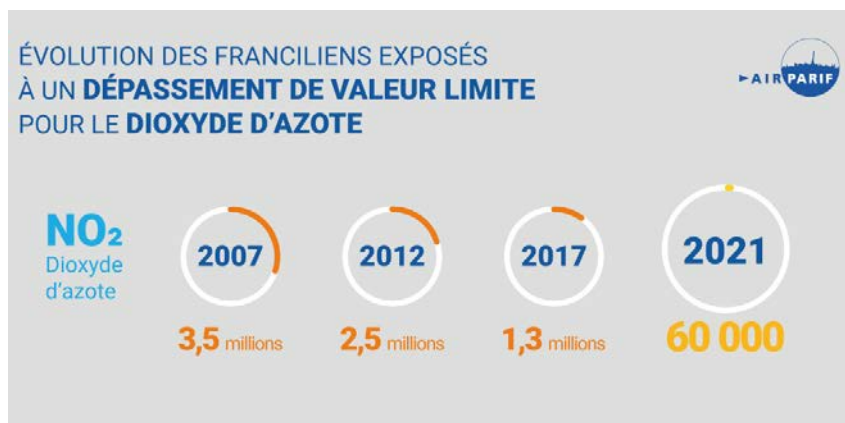 ÉVOLUTION DES FRANCILIENS EXPOSÉS
À UN DÉPASSEMENT DE VALEUR LIMITE
POUR LE DIOXYDE D'AZOTE
AIRPARIF
NO₂
Dioxyde
d'azote
2007
3,5 millions
2012
2,5 millions
2017
1,3 millions
2021
60 000